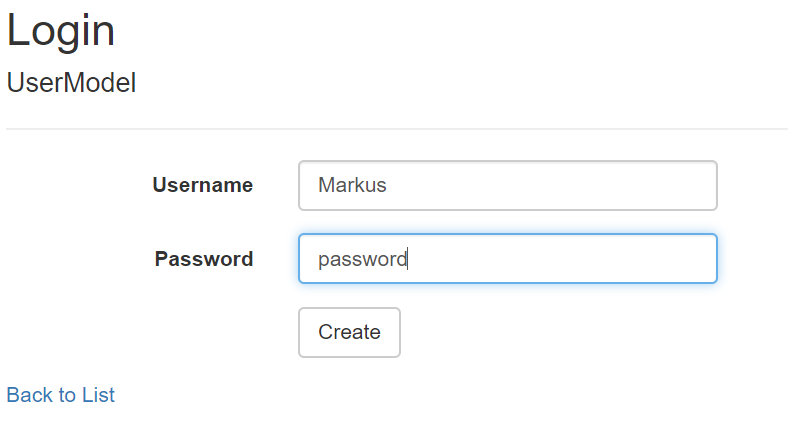 Login
UserModel
Username Markus
Password password
Create
Back to List